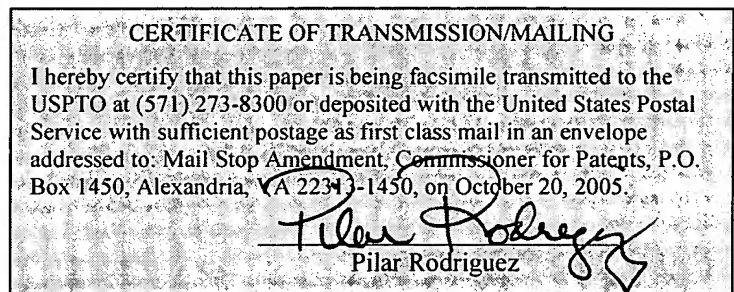 CERTIFICATE OF TRANSMISSION/MAILING
I hereby certify that this paper is being facsimile transmitted to the
USPTO at (571) 273-8300 or deposited with the United States Postal
Service with sufficient postage as first class mail in an envelope
addressed to: Mail Stop Amendment, Commissioner for Patents, P.O.
Box 1450, Alexandria, VA 22313-1450, on October 20, 2005.
Pilar Rodriguez
Pilar Rodriguez